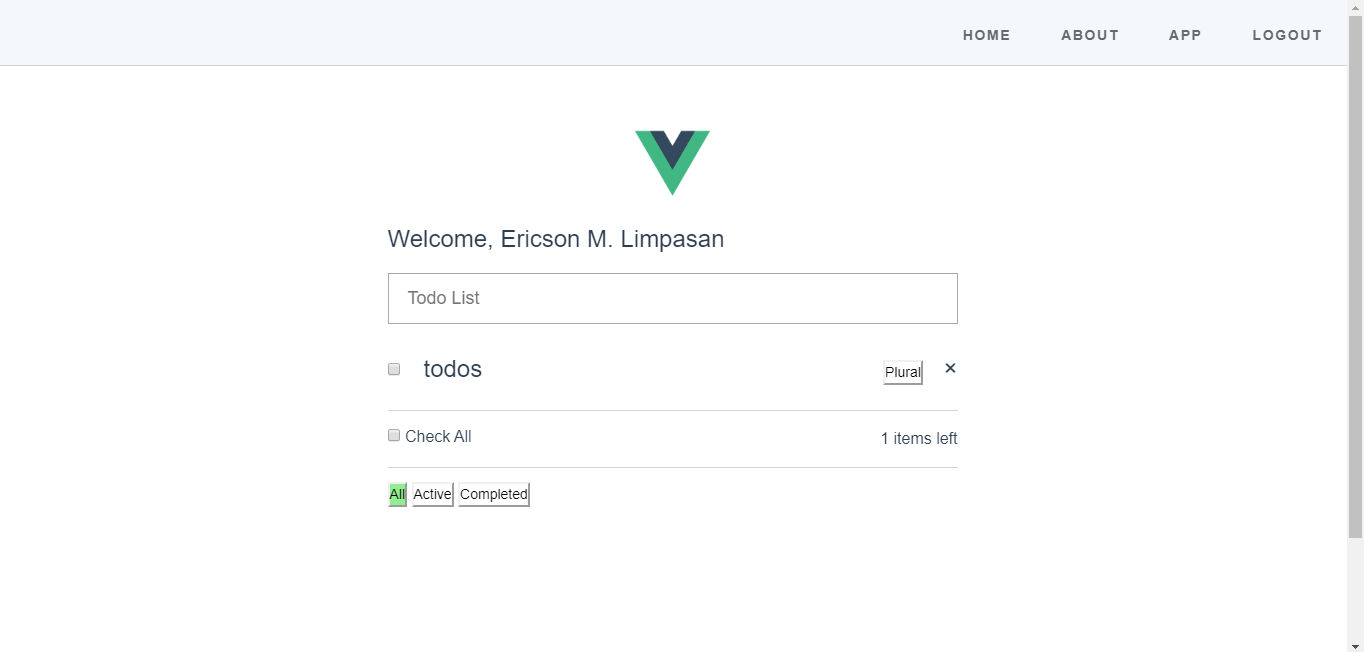 HOME ABOUT APP LOGOUT
Welcome, Ericson M. Limpasan
Todo List
todos Plural ×
Check All 1 items left
All Active Completed